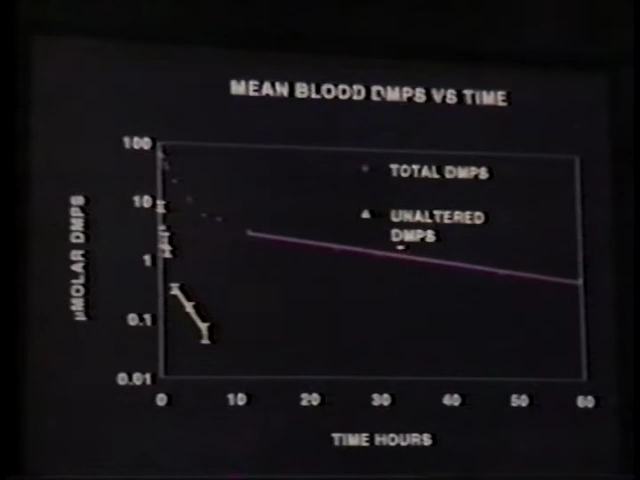 MEAN BLOOD DMPS VS TIME
100
10
1
0.1
0.01
µMOLAR DMPS
TOTAL DMPS
UNALTERED
DMPS
0 10 20 30 40 50 60
TIME HOURS